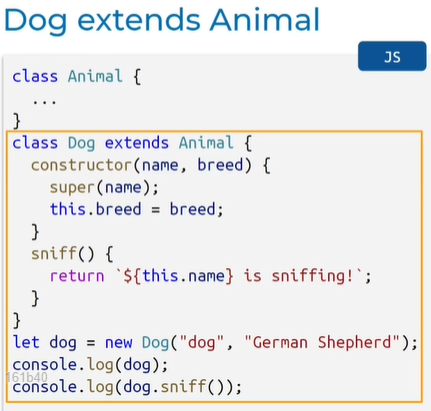 Dog extends Animal
JS
class Animal {
...
}
class Dog extends Animal {
constructor(name, breed) {
super(name);
this.breed = breed;
}
sniff() {
return `${this.name} is sniffing!`;
}
}
let dog = new Dog("dog", "German Shepherd");
console.log(dog);
161b40
console.log(dog.sniff());